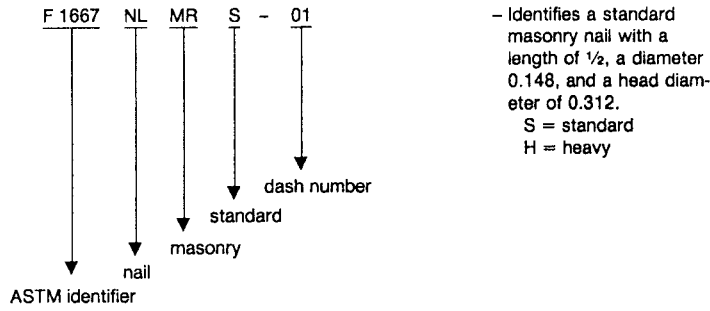 F 1667 NL MR S - 01
dash number
standard
masonry
nail
ASTM identifier
– Identifies a standard
masonry nail with a
length of ½, a diameter
0.148, and a head diam-
eter of 0.312.
S = standard
H = heavy